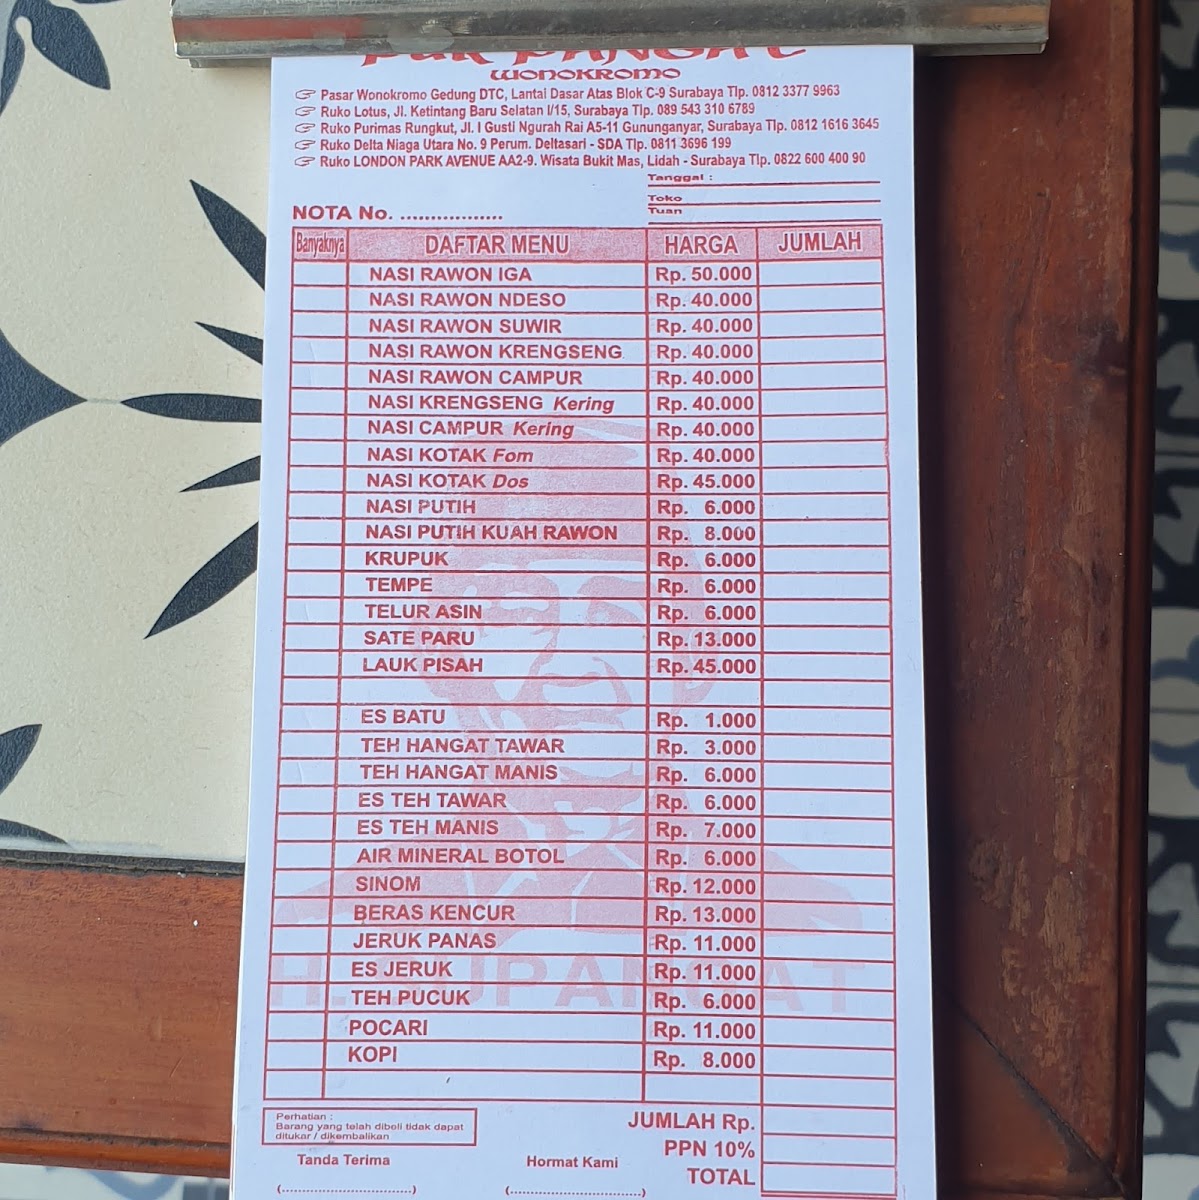 Pak PANGAT
WONOKROMO
Pasar Wonokromo Gedung DTC, Lantai Dasar Atas Blok C-9 Surabaya Tlp. 0812 3377 9963
Ruko Lotus, Jl. Ketintang Baru Selatan I/15, Surabaya Tlp. 089 543 310 6789
Ruko Purimas Rungkut, Jl. I Gusti Ngurah Rai A5-11 Gununganyar, Surabaya Tlp. 0812 1616 3645
Ruko Delta Niaga Utara No. 9 Perum. Deltasari - SDA Tlp. 0811 3696 199
Ruko LONDON PARK AVENUE AA2-9. Wisata Bukit Mas, Lidah - Surabaya Tlp. 0822 600 400 90
Tanggal :
Toko
Tuan
NOTA No. .................
Banyaknya DAFTAR MENU HARGA JUMLAH
NASI RAWON IGA Rp. 50.000
NASI RAWON NDESO Rp. 40.000
NASI RAWON SUWIR Rp. 40.000
NASI RAWON KRENGSENG Rp. 40.000
NASI RAWON CAMPUR Rp. 40.000
NASI KRENGSENG Kering Rp. 40.000
NASI CAMPUR Kering Rp. 40.000
NASI KOTAK Fom Rp. 40.000
NASI KOTAK Dos Rp. 45.000
NASI PUTIH Rp. 6.000
NASI PUTIH KUAH RAWON Rp. 8.000
KRUPUK Rp. 6.000
TEMPE Rp. 6.000
TELUR ASIN Rp. 6.000
SATE PARU Rp. 13.000
LAUK PISAH Rp. 45.000
ES BATU Rp. 1.000
TEH HANGAT TAWAR Rp. 3.000
TEH HANGAT MANIS Rp. 6.000
ES TEH TAWAR Rp. 6.000
ES TEH MANIS Rp. 7.000
AIR MINERAL BOTOL Rp. 6.000
SINOM Rp. 12.000
BERAS KENCUR Rp. 13.000
JERUK PANAS Rp. 11.000
ES JERUK Rp. 11.000
H. SUPANGAT
TEH PUCUK Rp. 6.000
POCARI Rp. 11.000
KOPI Rp. 8.000
JUMLAH Rp.
PPN 10%
TOTAL
Perhatian :
Barang yang telah dibeli tidak dapat
ditukar / dikembalikan
Tanda Terima Hormat Kami
(..............................) (..............................)